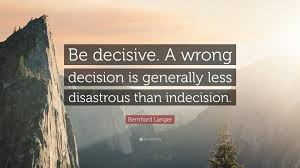 Be decisive. A wrong
decision is generally less
disastrous than indecision.
Bernhard Langer